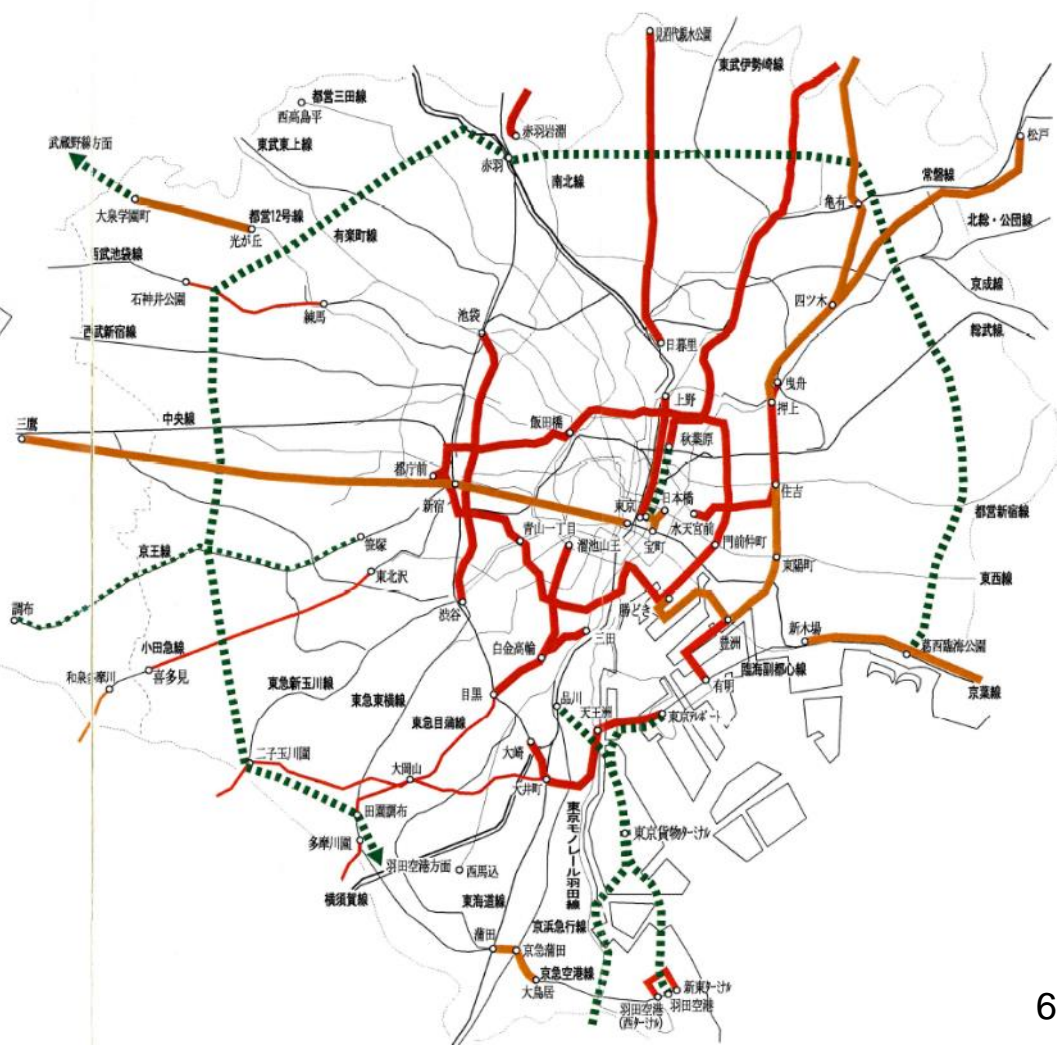 見沼代親水公園
東武伊勢崎線
都営三田線
西高島平
赤羽岩淵
松戸
武蔵野線方面
東武東上線
赤羽
南北線
常磐線
亀有
大泉学園町
都営12号線
光が丘
有楽町線
北総・公団線
西武池袋線
石神井公園
練馬
京成線
四ツ木
池袋
総武線
西武新宿線
日暮里
曳舟
押上
上野
中央線
三鷹
飯田橋
秋葉原
都庁前
新宿
東京
日本橋
住吉
都営新宿線
青山一丁目
溜池山王
宝町
水天宮前
門前仲町
京王線
笹塚
東北沢
東陽町
東西線
調布
渋谷
勝どき
小田急線
喜多見
三田
豊洲
新木場
葛西臨海公園
白金高輪
臨海副都心線
京葉線
和泉多摩川
東急新玉川線
東急東横線
目黒
有明
東急目蒲線
品川
天王洲
東京テレポート
大崎
二子玉川園
大岡山
大井町
田園調布
東京モノレール羽田線
東京貨物ターミナル
多摩川園
羽田空港方面
西馬込
横須賀線
東海道線
京浜急行線
蒲田
京急蒲田
京急空港線
大鳥居
新東ターミナル
羽田空港
羽田空港
(西ターミナル)
6